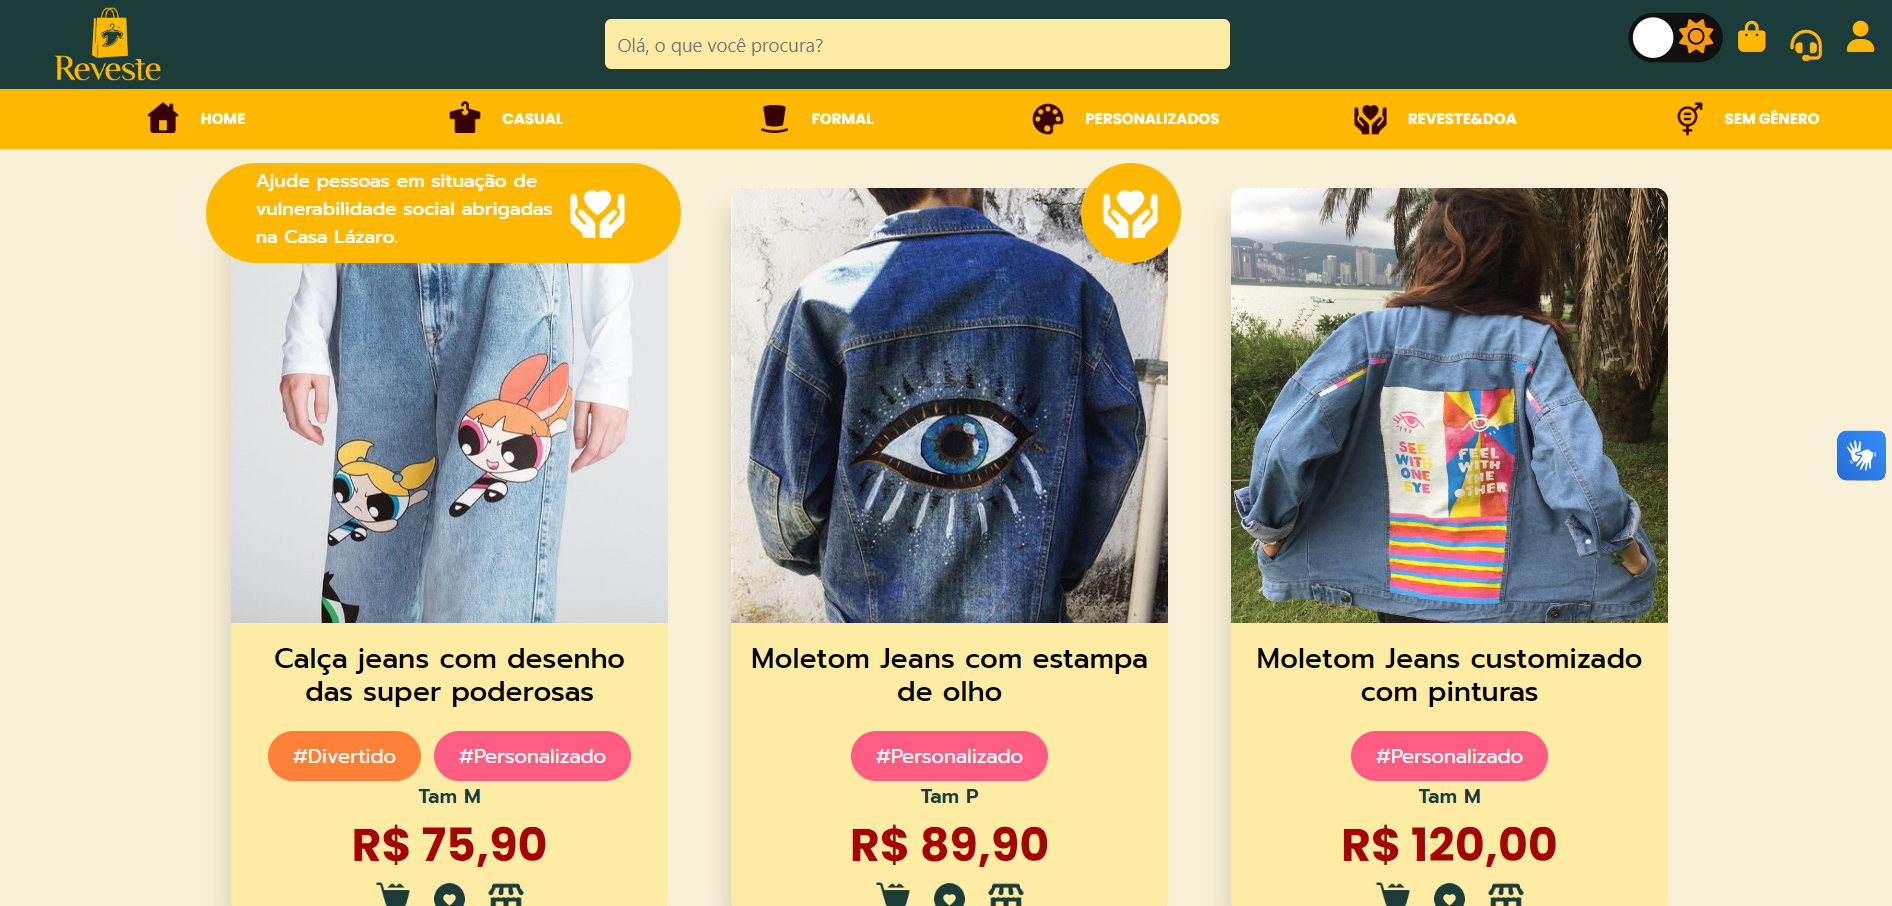 Reveste
Olá, o que você procura?
HOME
CASUAL
FORMAL
PERSONALIZADOS
REVESTE&DOA
SEM GÊNERO
Ajude pessoas em situação de
vulnerabilidade social abrigadas
na Casa Lázaro.
SEE
WITH
ONE
EYE
FEEL
WITH
THE
OTHER
Calça jeans com desenho
das super poderosas
#Divertido
#Personalizado
Tam M
R$ 75,90
Moletom Jeans com estampa
de olho
#Personalizado
Tam P
R$ 89,90
Moletom Jeans customizado
com pinturas
#Personalizado
Tam M
R$ 120,00